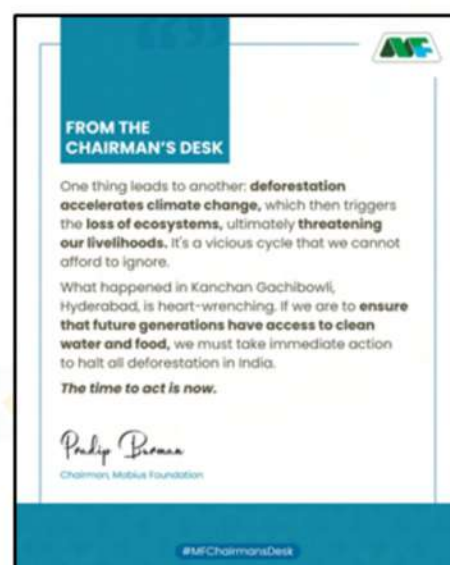 MF
FROM THE
CHAIRMAN'S DESK
One thing leads to another: deforestation
accelerates climate change, which then triggers
the loss of ecosystems, ultimately threatening
our livelihoods. It's a vicious cycle that we cannot
afford to ignore.
What happened in Kanchan Gachibowli,
Hyderabad, is heart-wrenching. If we are to ensure
that future generations have access to clean
water and food, we must take immediate action
to halt all deforestation in India.
The time to act is now.
Pradip Burman
Chairman, Mobius Foundation
#MFChairmansDesk